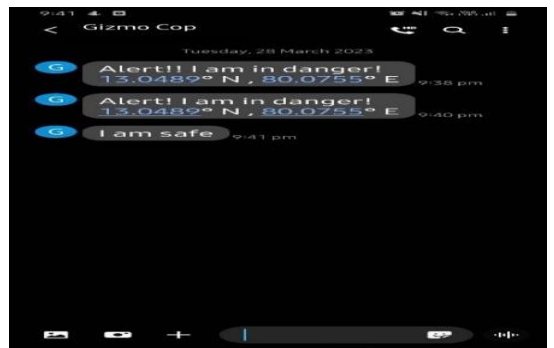 9:41
Gizmo Cop
Tuesday, 28 March 2023
G
Alert!! I am in danger!
13.0489° N , 80.0755° E
9:38 pm
G
Alert! I am in danger!
13.0489° N , 80.0755° E
9:40 pm
G
I am safe
9:41 pm